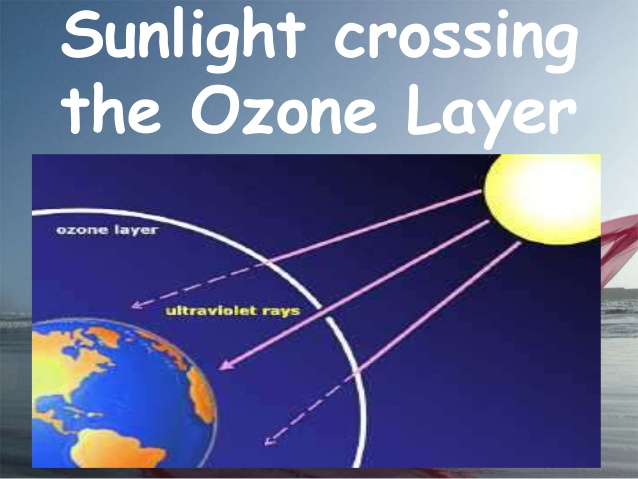 Sunlight crossing
the Ozone Layer
ozone layer
ultraviolet rays